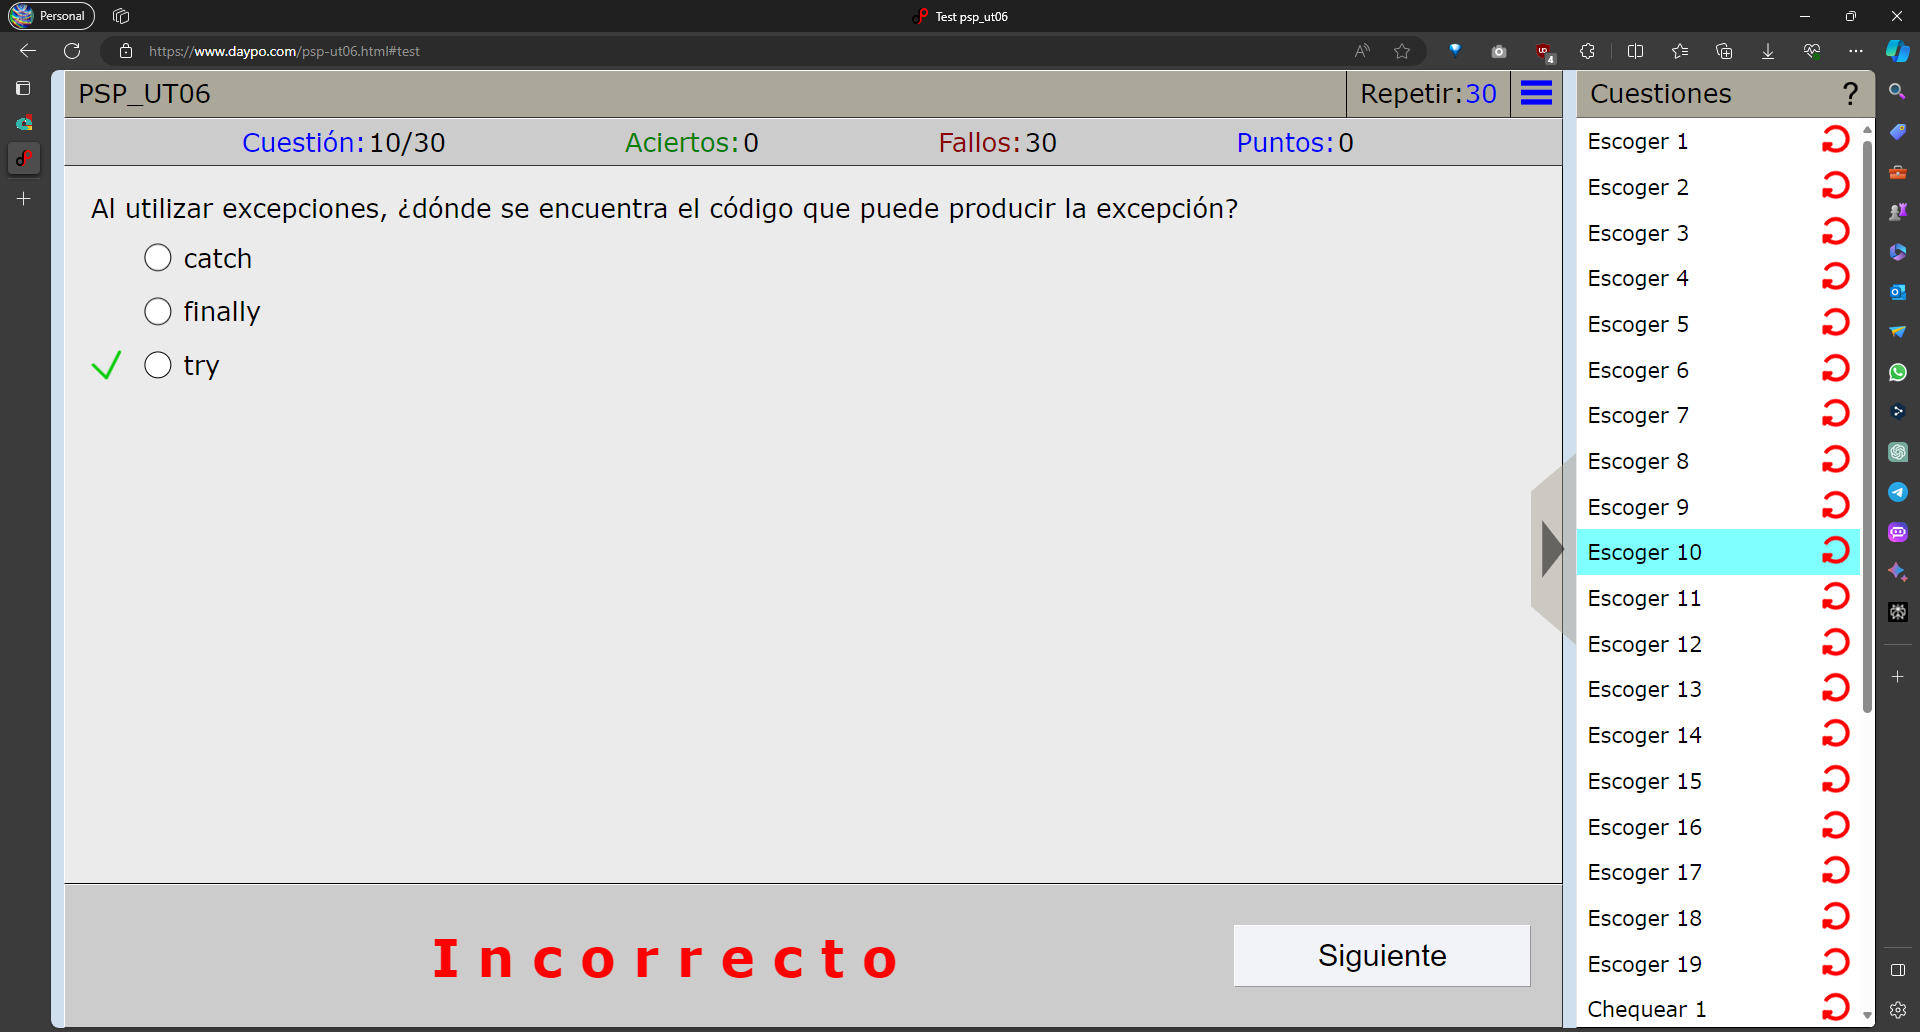 Personal
Test psp_ut06
https://www.daypo.com/psp-ut06.html#test
4
PSP_UT06
Repetir:30
Cuestión:10/30
Aciertos:0
Fallos:30
Puntos:0
Al utilizar excepciones, ¿dónde se encuentra el código que puede producir la excepción?
catch
finally
try
Incorrecto
Siguiente
Cuestiones ?
Escoger 1
Escoger 2
Escoger 3
Escoger 4
Escoger 5
Escoger 6
Escoger 7
Escoger 8
Escoger 9
Escoger 10
Escoger 11
Escoger 12
Escoger 13
Escoger 14
Escoger 15
Escoger 16
Escoger 17
Escoger 18
Escoger 19
Chequear 1